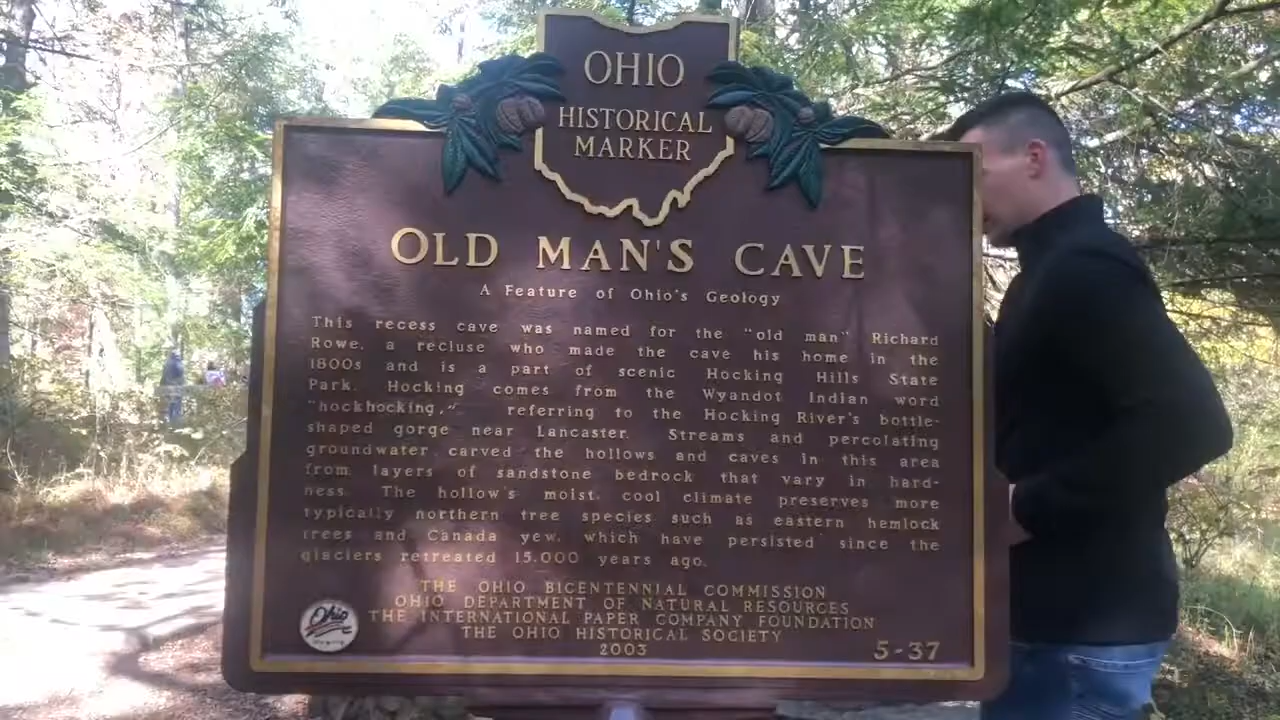 OHIO
HISTORICAL
MARKER
OLD MAN'S CAVE
A Feature of Ohio's Geology
This recess cave was named for the "old man" Richard
Rowe, a recluse who made the cave his home in the
1800s and is a part of scenic Hocking Hills State
Park. Hocking comes from the Wyandot Indian word
"hockhocking," referring to the Hocking River's bottle-
shaped gorge near Lancaster. Streams and percolating
groundwater carved the hollows and caves in this area
from layers of sandstone bedrock that vary in hard-
ness. The hollow's moist, cool climate preserves more
typically northern tree species such as eastern hemlock
trees and Canada yew, which have persisted since the
glaciers retreated 15,000 years ago.
THE OHIO BICENTENNIAL COMMISSION
OHIO DEPARTMENT OF NATURAL RESOURCES
THE INTERNATIONAL PAPER COMPANY FOUNDATION
THE OHIO HISTORICAL SOCIETY
2003
5-37
Ohio